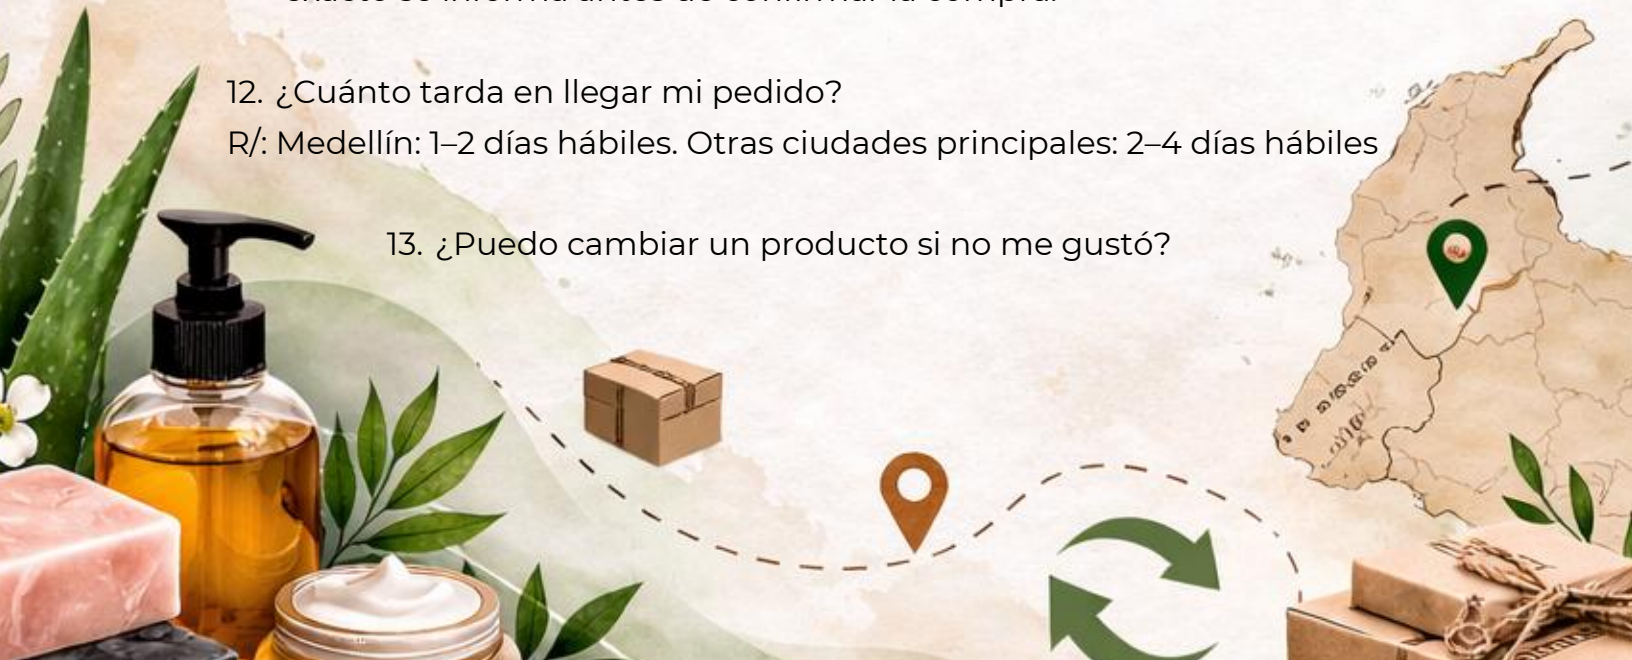 12. ¿Cuánto tarda en llegar mi pedido?
R/: Medellín: 1–2 días hábiles. Otras ciudades principales: 2–4 días hábiles
13. ¿Puedo cambiar un producto si no me gustó?